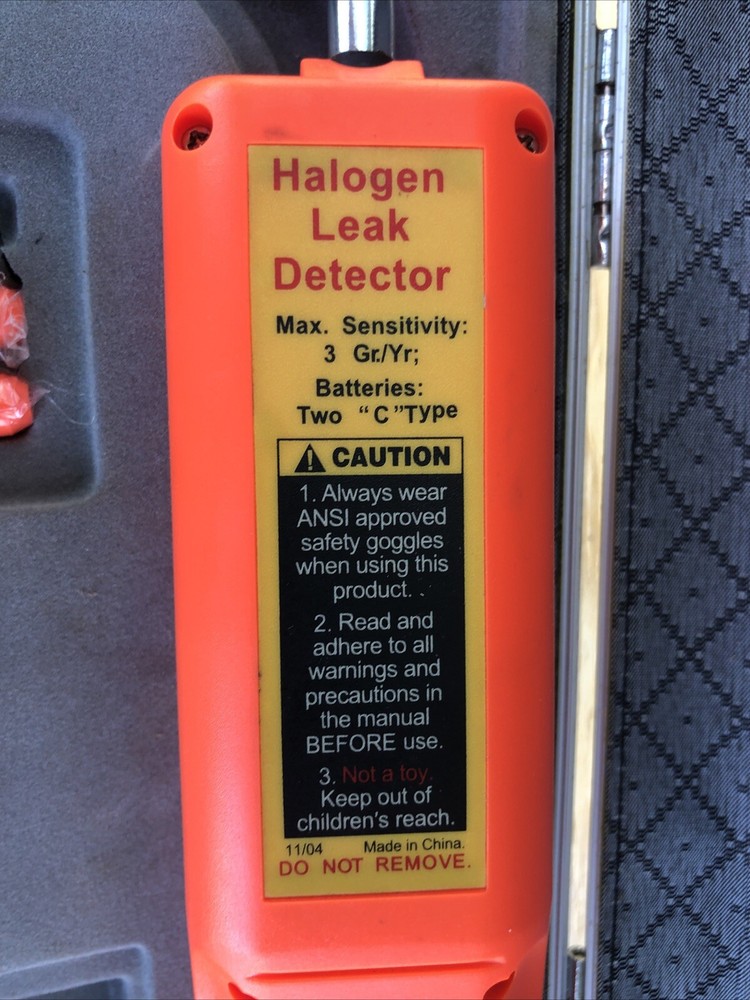 Halogen
Leak
Detector
Max. Sensitivity:
3 Gr./Yr;
Batteries:
Two “C” Type
CAUTION
1. Always wear
ANSI approved
safety goggles
when using this
product.
2. Read and
adhere to all
warnings and
precautions in
the manual
BEFORE use.
3. Not a toy.
Keep out of
children's reach.
11/04 Made in China.
DO NOT REMOVE.